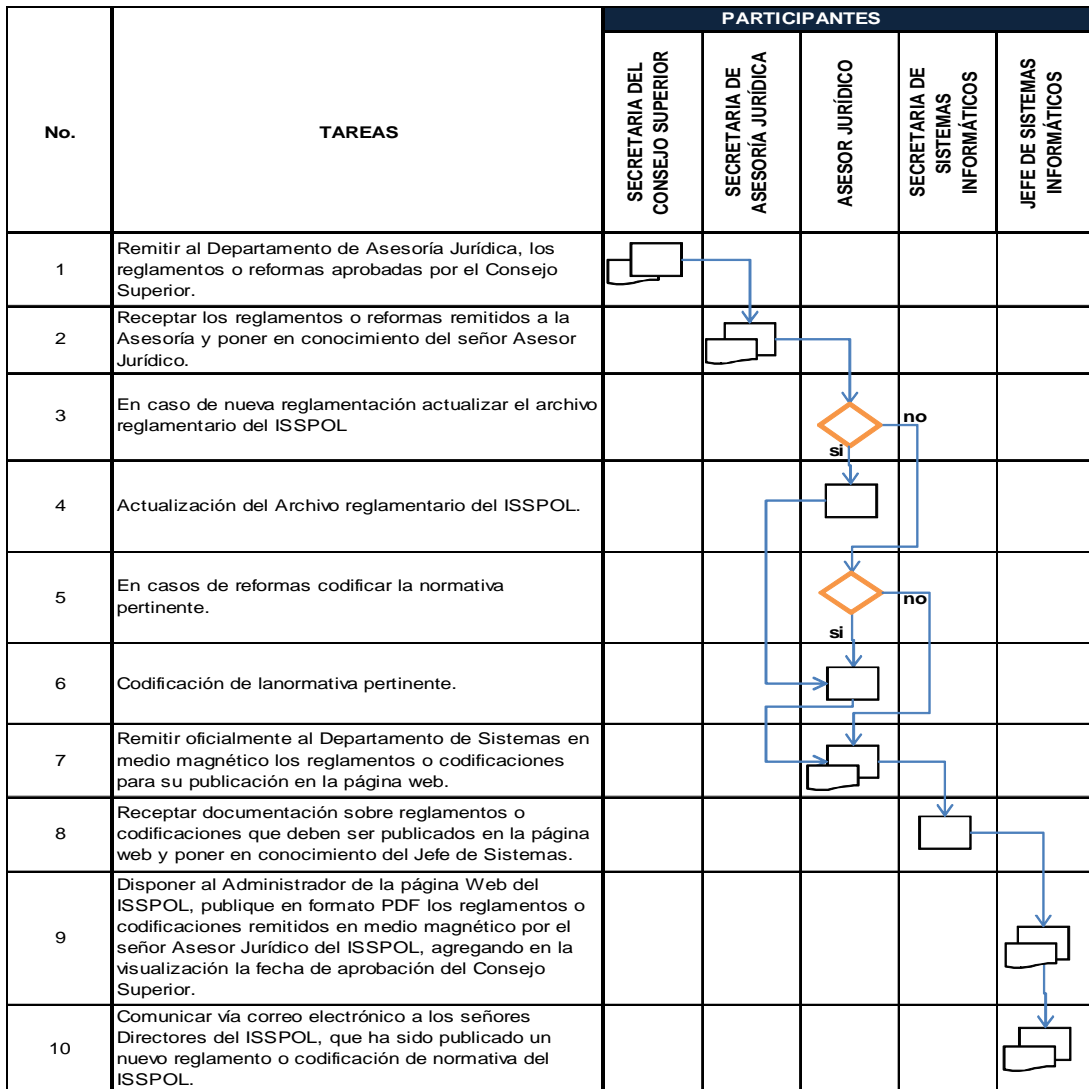 PARTICIPANTES
No.
TAREAS
SECRETARIA DEL
CONSEJO SUPERIOR
SECRETARIA DE
ASESORÍA JURÍDICA
ASESOR JURÍDICO
SECRETARIA DE
SISTEMAS
INFORMÁTICOS
JEFE DE SISTEMAS
INFORMÁTICOS
1
Remitir al Departamento de Asesoría Jurídica, los
reglamentos o reformas aprobadas por el Consejo
Superior.
2
Receptar los reglamentos o reformas remitidos a la
Asesoría y poner en conocimiento del señor Asesor
Jurídico.
3
En caso de nueva reglamentación actualizar el archivo
reglamentario del ISSPOL
no
si
4
Actualización del Archivo reglamentario del ISSPOL.
5
En casos de reformas codificar la normativa
pertinente.
no
si
6
Codificación de lanormativa pertinente.
7
Remitir oficialmente al Departamento de Sistemas en
medio magnético los reglamentos o codificaciones
para su publicación en la página web.
8
Receptar documentación sobre reglamentos o
codificaciones que deben ser publicados en la página
web y poner en conocimiento del Jefe de Sistemas.
9
Disponer al Administrador de la página Web del
ISSPOL, publique en formato PDF los reglamentos o
codificaciones remitidos en medio magnético por el
señor Asesor Jurídico del ISSPOL, agregando en la
visualización la fecha de aprobación del Consejo
Superior.
10
Comunicar vía correo electrónico a los señores
Directores del ISSPOL, que ha sido publicado un
nuevo reglamento o codificación de normativa del
ISSPOL.